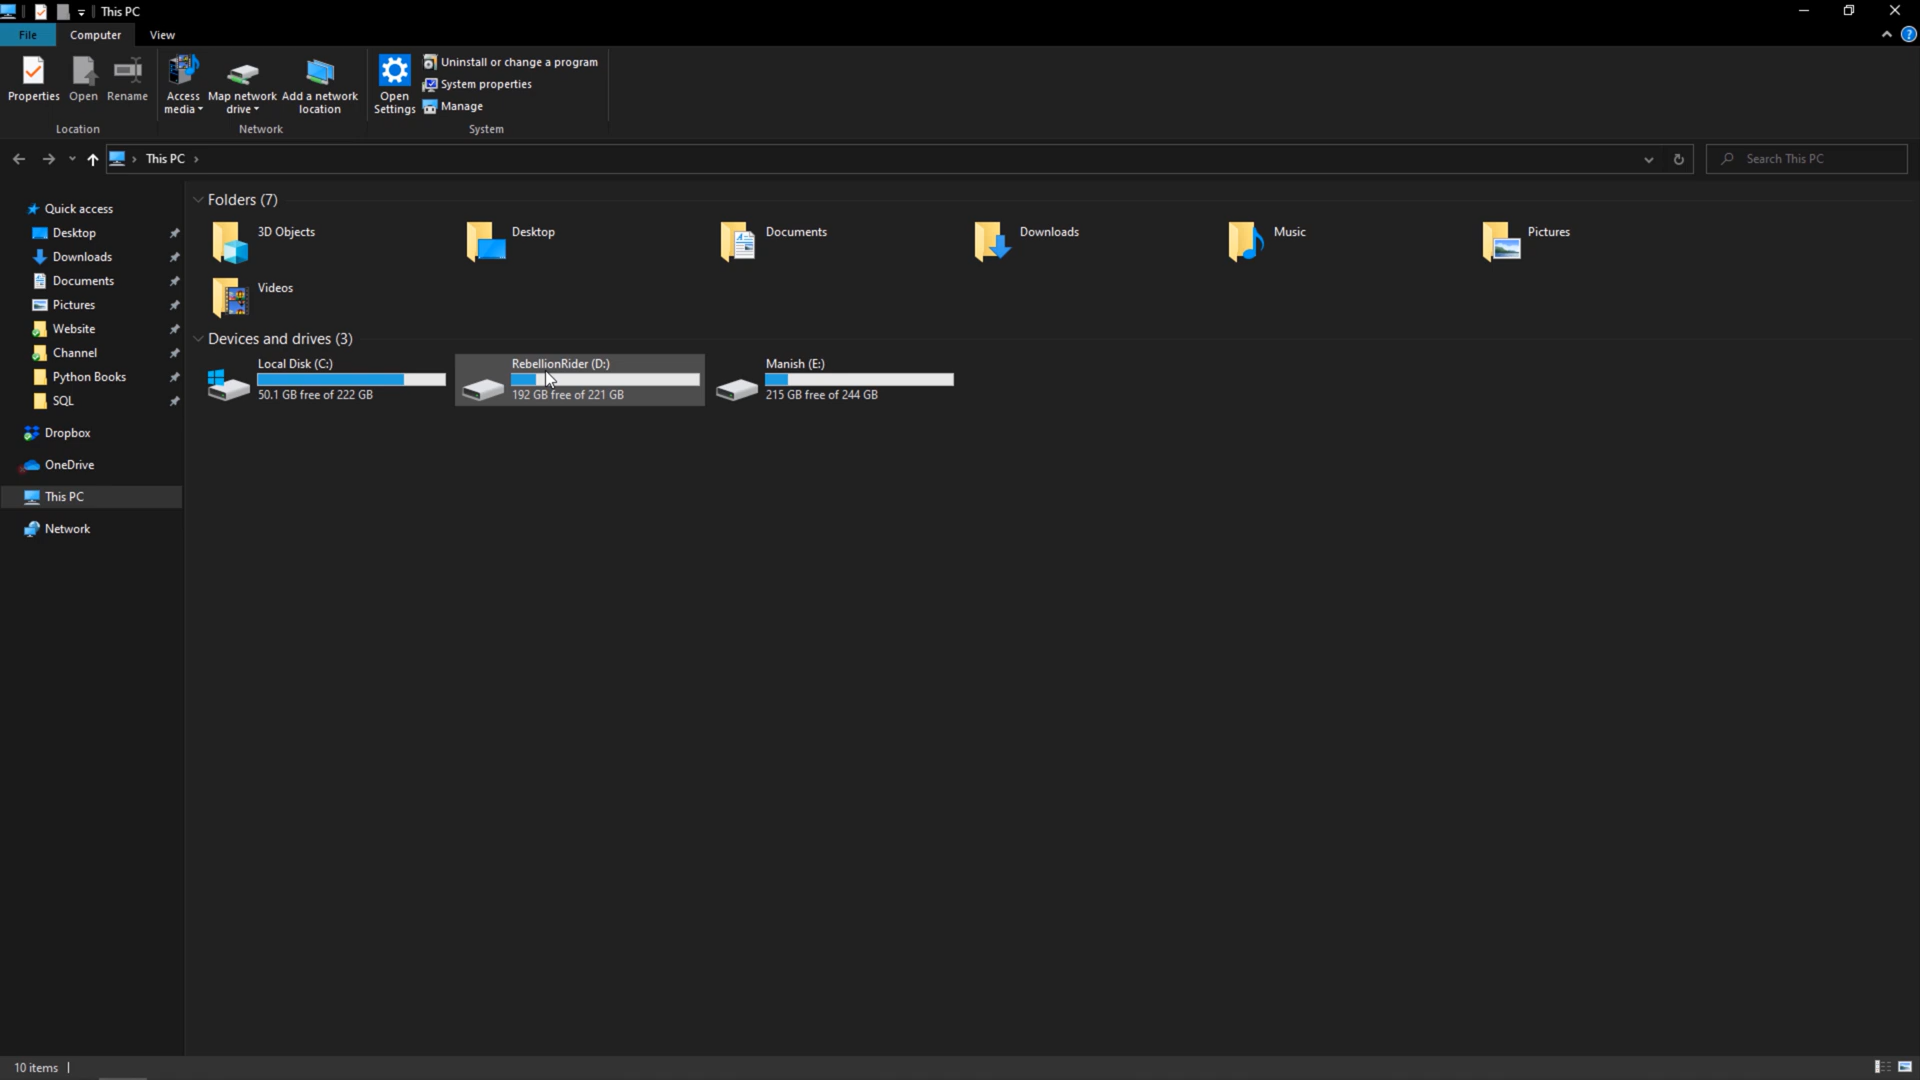 This PC
File Computer View
Properties Open Rename Access media Map network drive Add a network location Open Settings Uninstall or change a program
System properties
Manage
Location Network System
This PC Search This PC
Quick access
Desktop
Downloads
Documents
Pictures
Website
Channel
Python Books
SQL
Dropbox
OneDrive
This PC
Network
Folders (7)
3D Objects Desktop Documents Downloads Music Pictures
Videos
Devices and drives (3)
Local Disk (C:) RebellionRider (D:) Manish (E:)
50.1 GB free of 222 GB 192 GB free of 221 GB 215 GB free of 244 GB
10 items